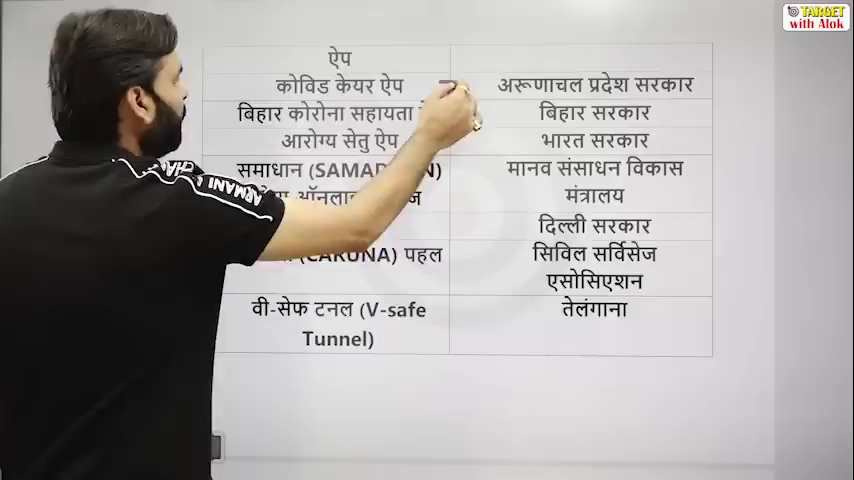 TARGET
with Alok
ऐप
कोविड केयर ऐप
अरूणाचल प्रदेश सरकार
बिहार कोरोना सहायता
बिहार सरकार
आरोग्य सेतु ऐप
भारत सरकार
समाधान
मानव संसाधन विकास
मंत्रालय
दिल्ली सरकार
(CARUNA) पहल
सिविल सर्विसेज
एसोसिएशन
वी-सेफ टनल (V-safe
Tunnel)
तेलंगाना
ARMANI